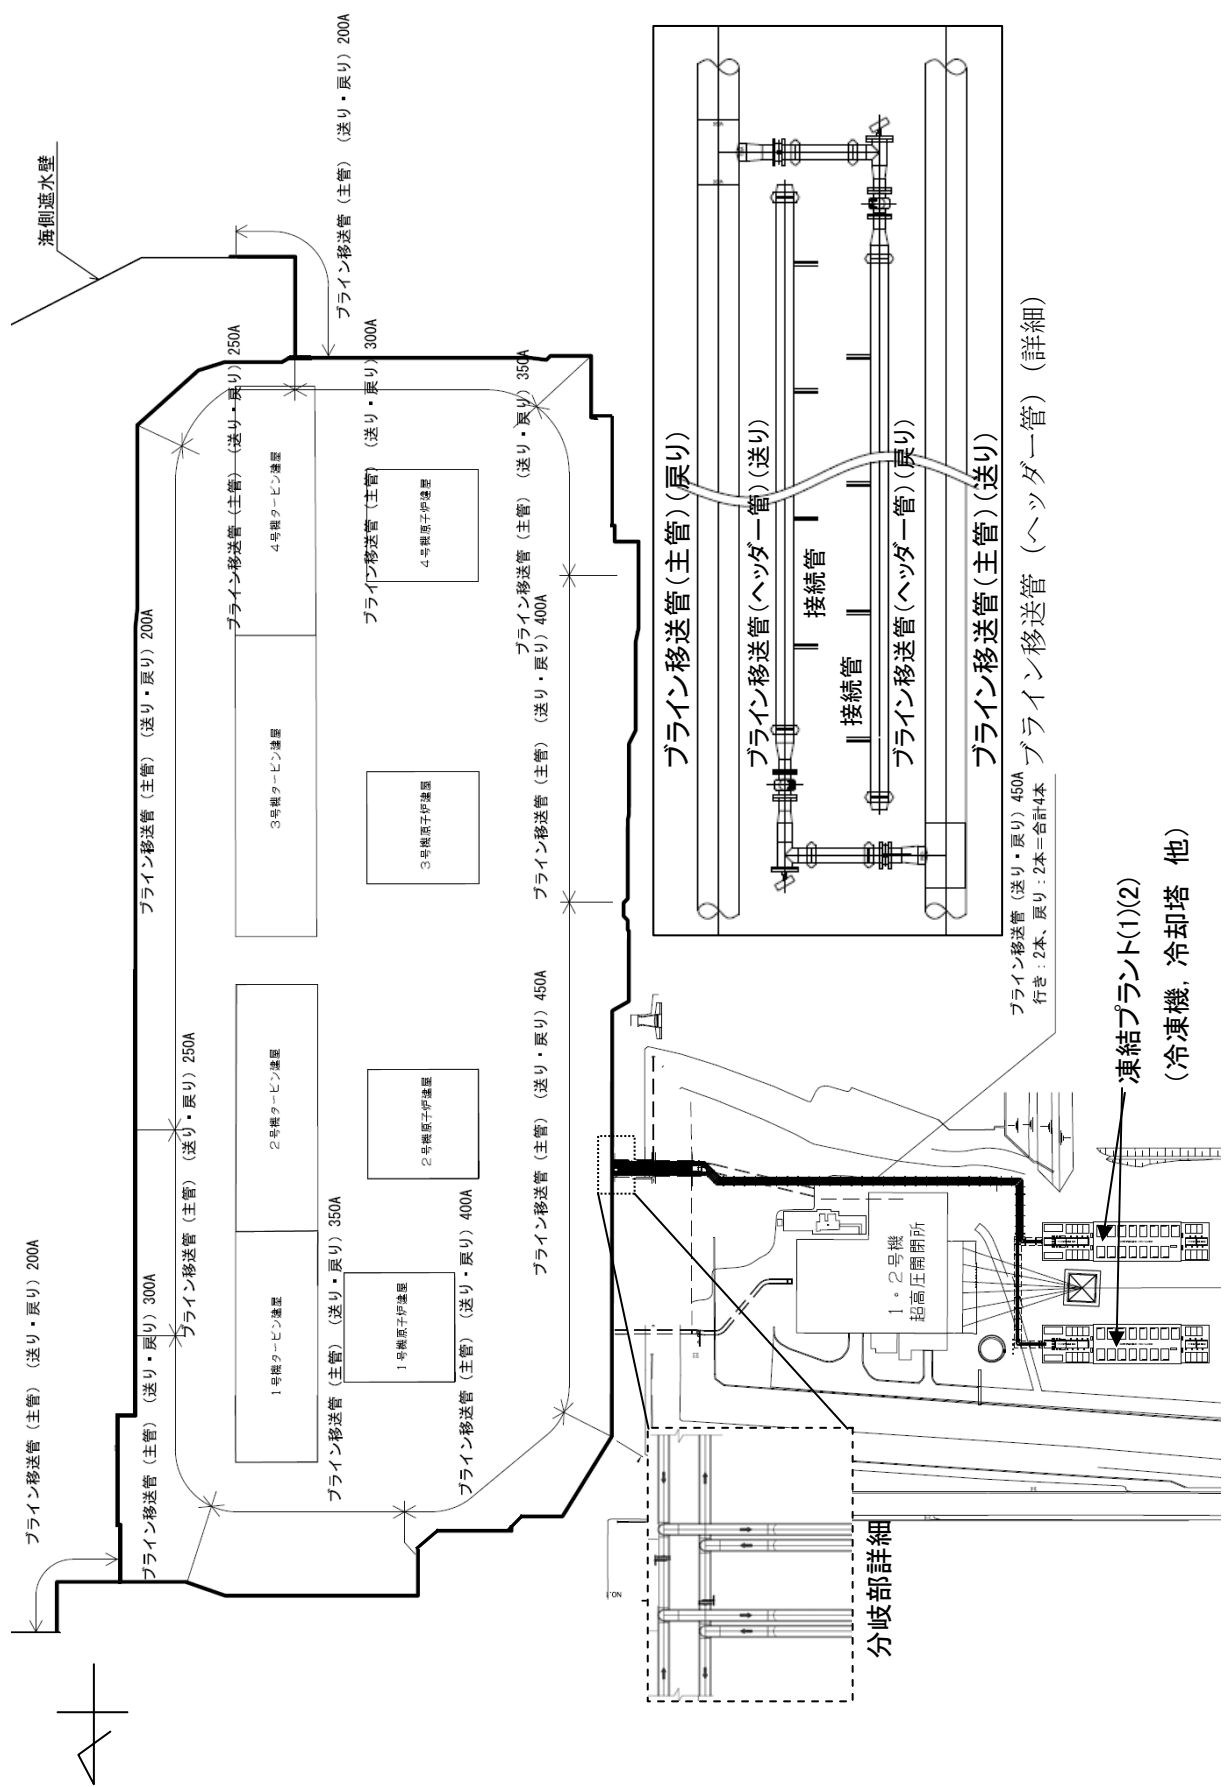 海側遮水壁
ブライン移送管（主管）（送り・戻り）200A
ブライン移送管（主管）（送り・戻り）250A
ブライン移送管（主管）（送り・戻り）300A
ブライン移送管（主管）（送り・戻り）350A
ブライン移送管（主管）（送り・戻り）400A
ブライン移送管（主管）（送り・戻り）200A
ブライン移送管（主管）（送り・戻り）450A
ブライン移送管（主管）（送り・戻り）250A
ブライン移送管（主管）（送り・戻り）200A
ブライン移送管（主管）（送り・戻り）300A
ブライン移送管（主管）（送り・戻り）350A
ブライン移送管（主管）（送り・戻り）400A
4号機タービン建屋
3号機タービン建屋
2号機タービン建屋
1号機タービン建屋
4号機原子炉建屋
3号機原子炉建屋
2号機原子炉建屋
1号機原子炉建屋
ブライン移送管(主管)(戻り)
ブライン移送管(ヘッダー管)(送り)
接続管
接続管
ブライン移送管(ヘッダー管)(戻り)
ブライン移送管(主管)(送り)
ブライン移送管（ヘッダー管）（詳細）
ブライン移送管（送り・戻り）450A
行き：2本、戻り：2本＝合計4本
凍結プラント(1)(2)
(冷凍機，冷却塔　他)
1・2号機
超高圧開閉所
分岐部詳細
NO.1